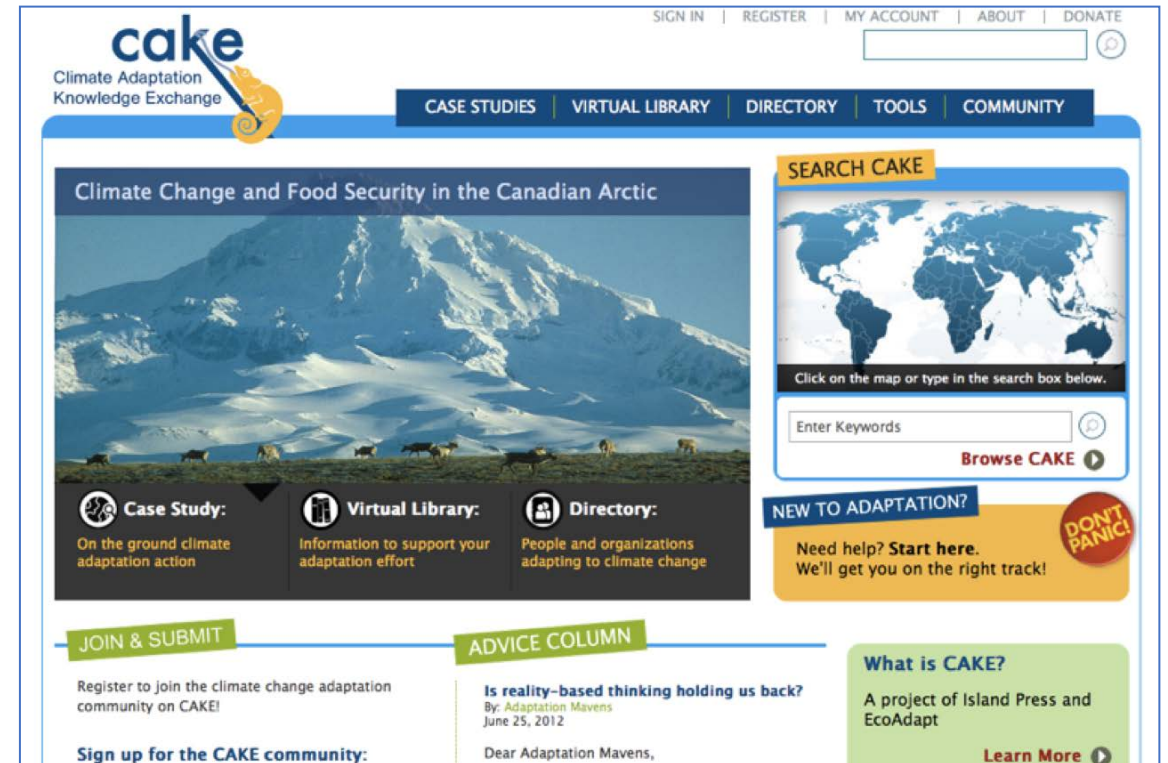 SIGN IN | REGISTER | MY ACCOUNT | ABOUT | DONATE
cake
Climate Adaptation
Knowledge Exchange
CASE STUDIES | VIRTUAL LIBRARY | DIRECTORY | TOOLS | COMMUNITY
Climate Change and Food Security in the Canadian Arctic
Case Study:
On the ground climate
adaptation action
Virtual Library:
Information to support your
adaptation effort
Directory:
People and organizations
adapting to climate change
SEARCH CAKE
Click on the map or type in the search box below.
Enter Keywords
Browse CAKE
NEW TO ADAPTATION?
DON'T
PANIC!
Need help? Start here.
We'll get you on the right track!
JOIN & SUBMIT
Register to join the climate change adaptation
community on CAKE!
Sign up for the CAKE community:
ADVICE COLUMN
Is reality-based thinking holding us back?
By: Adaptation Mavens
June 25, 2012
Dear Adaptation Mavens,
What is CAKE?
A project of Island Press and
EcoAdapt
Learn More